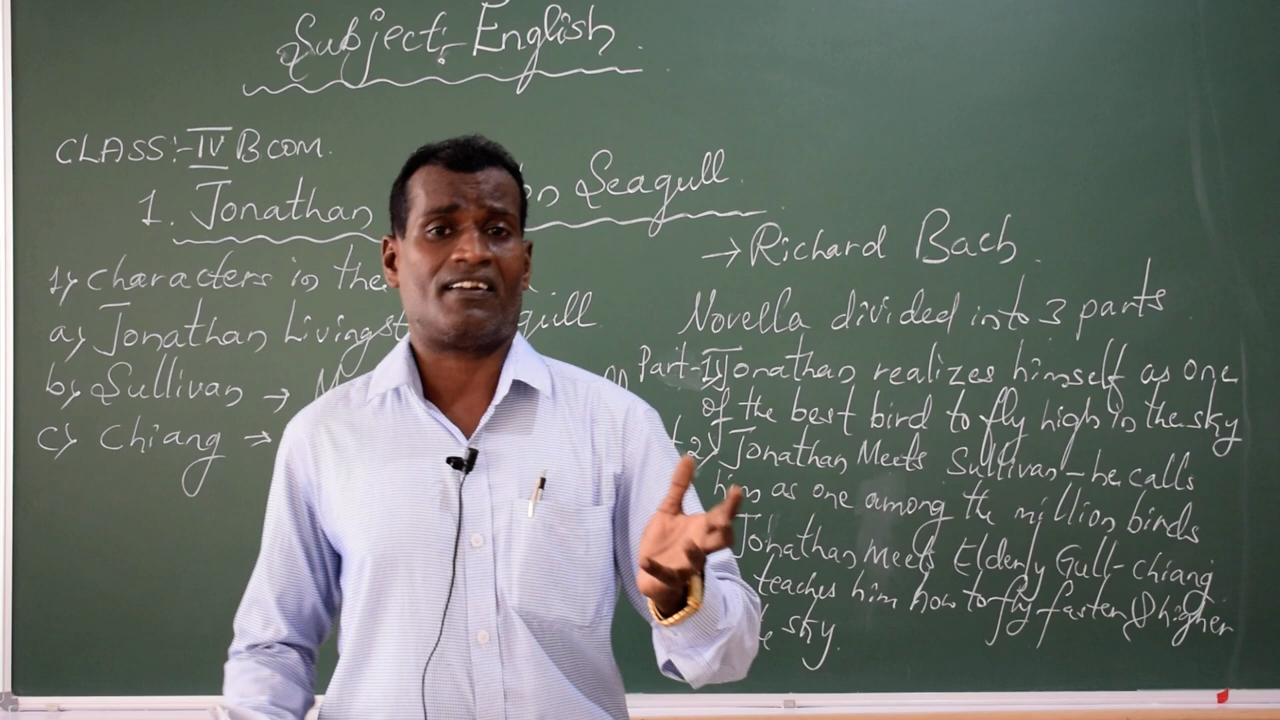 Subject:- English.
CLASS:-IV B com.
1. Jonathan Seagull.
→ Richard Bach.
1) Characters in the
a) Jonathan Livingst
b) Sullivan →
c) Chiang →
Novella divided into 3 parts
Part-I) Jonathan realizes himself as one
of the best bird to fly high in the sky
2) Jonathan Meets Sullivan - he calls
him as one among the million birds
Jonathan meets Elderly Gull- chiang
teaches him how to fly faster & higher
sky.